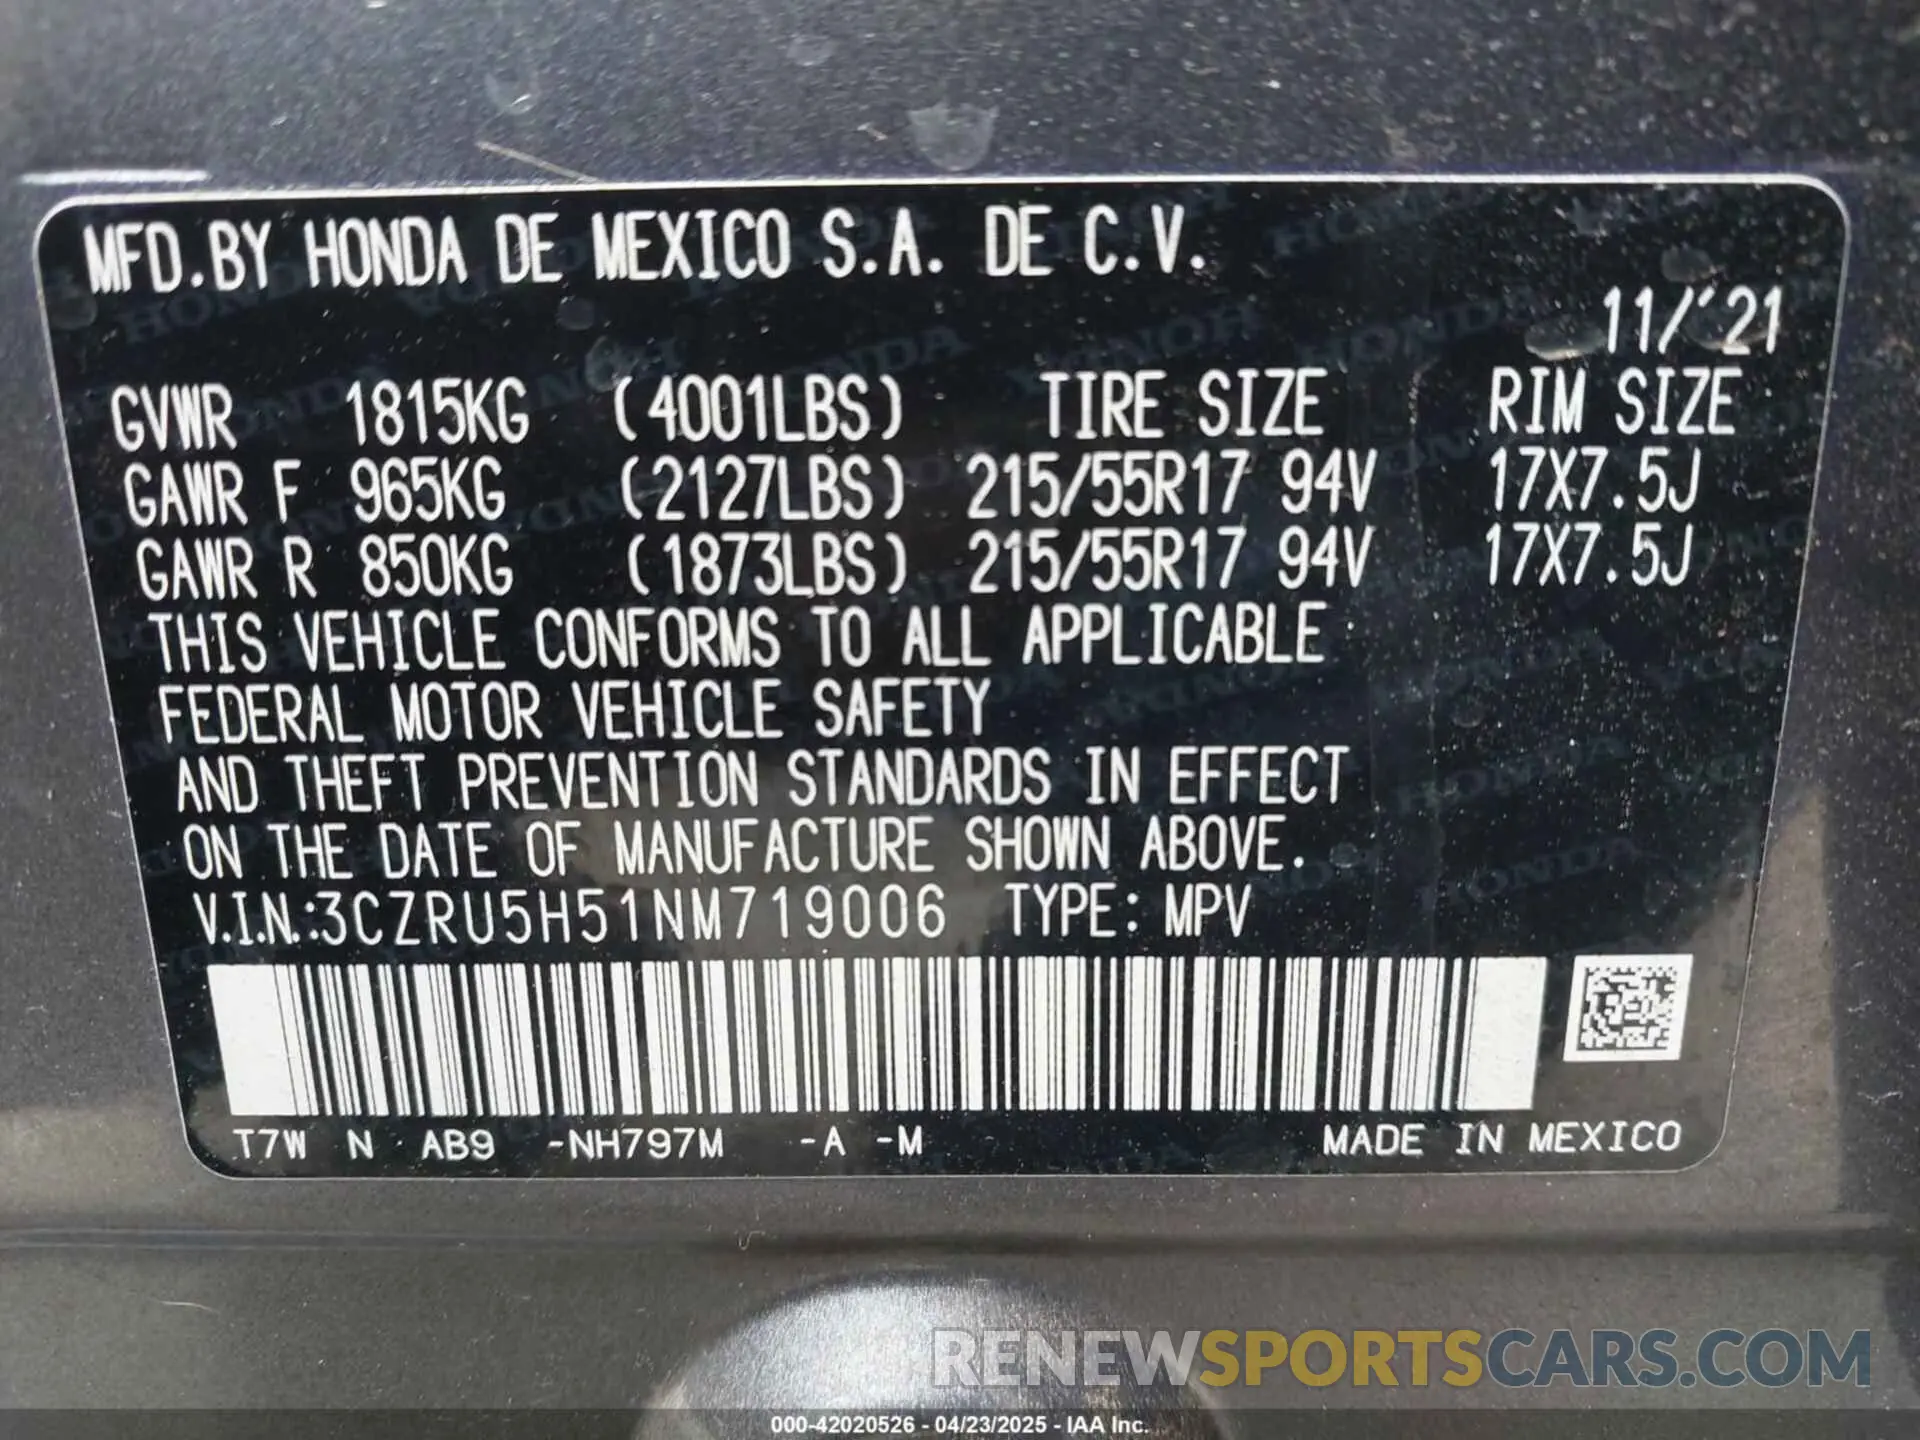 MFD.BY HONDA DE MEXICO S.A. DE C.V.
11/'21
GVWR 1815KG (4001LBS) TIRE SIZE RIM SIZE
GAWR F 965KG (2127LBS) 215/55R17 94V 17X7.5J
GAWR R 850KG (1873LBS) 215/55R17 94V 17X7.5J
THIS VEHICLE CONFORMS TO ALL APPLICABLE
FEDERAL MOTOR VEHICLE SAFETY
AND THEFT PREVENTION STANDARDS IN EFFECT
ON THE DATE OF MANUFACTURE SHOWN ABOVE.
V.I.N.:3CZRU5H51NM719006 TYPE: MPV
T7W N AB9 -NH797M -A -M MADE IN MEXICO
RENEWSPORTSCARS.COM
000-42020526 - 04/23/2025 - IAA Inc.